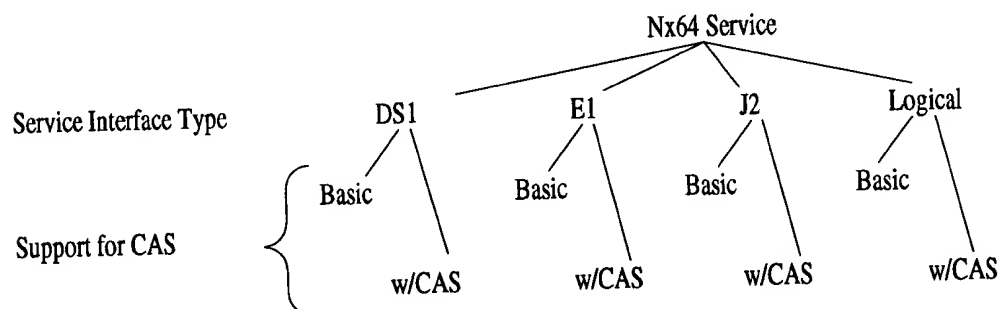 Nx64 Service
Service Interface Type
DS1
E1
J2
Logical
Basic
Basic
Basic
Basic
Support for CAS
w/CAS
w/CAS
w/CAS
w/CAS